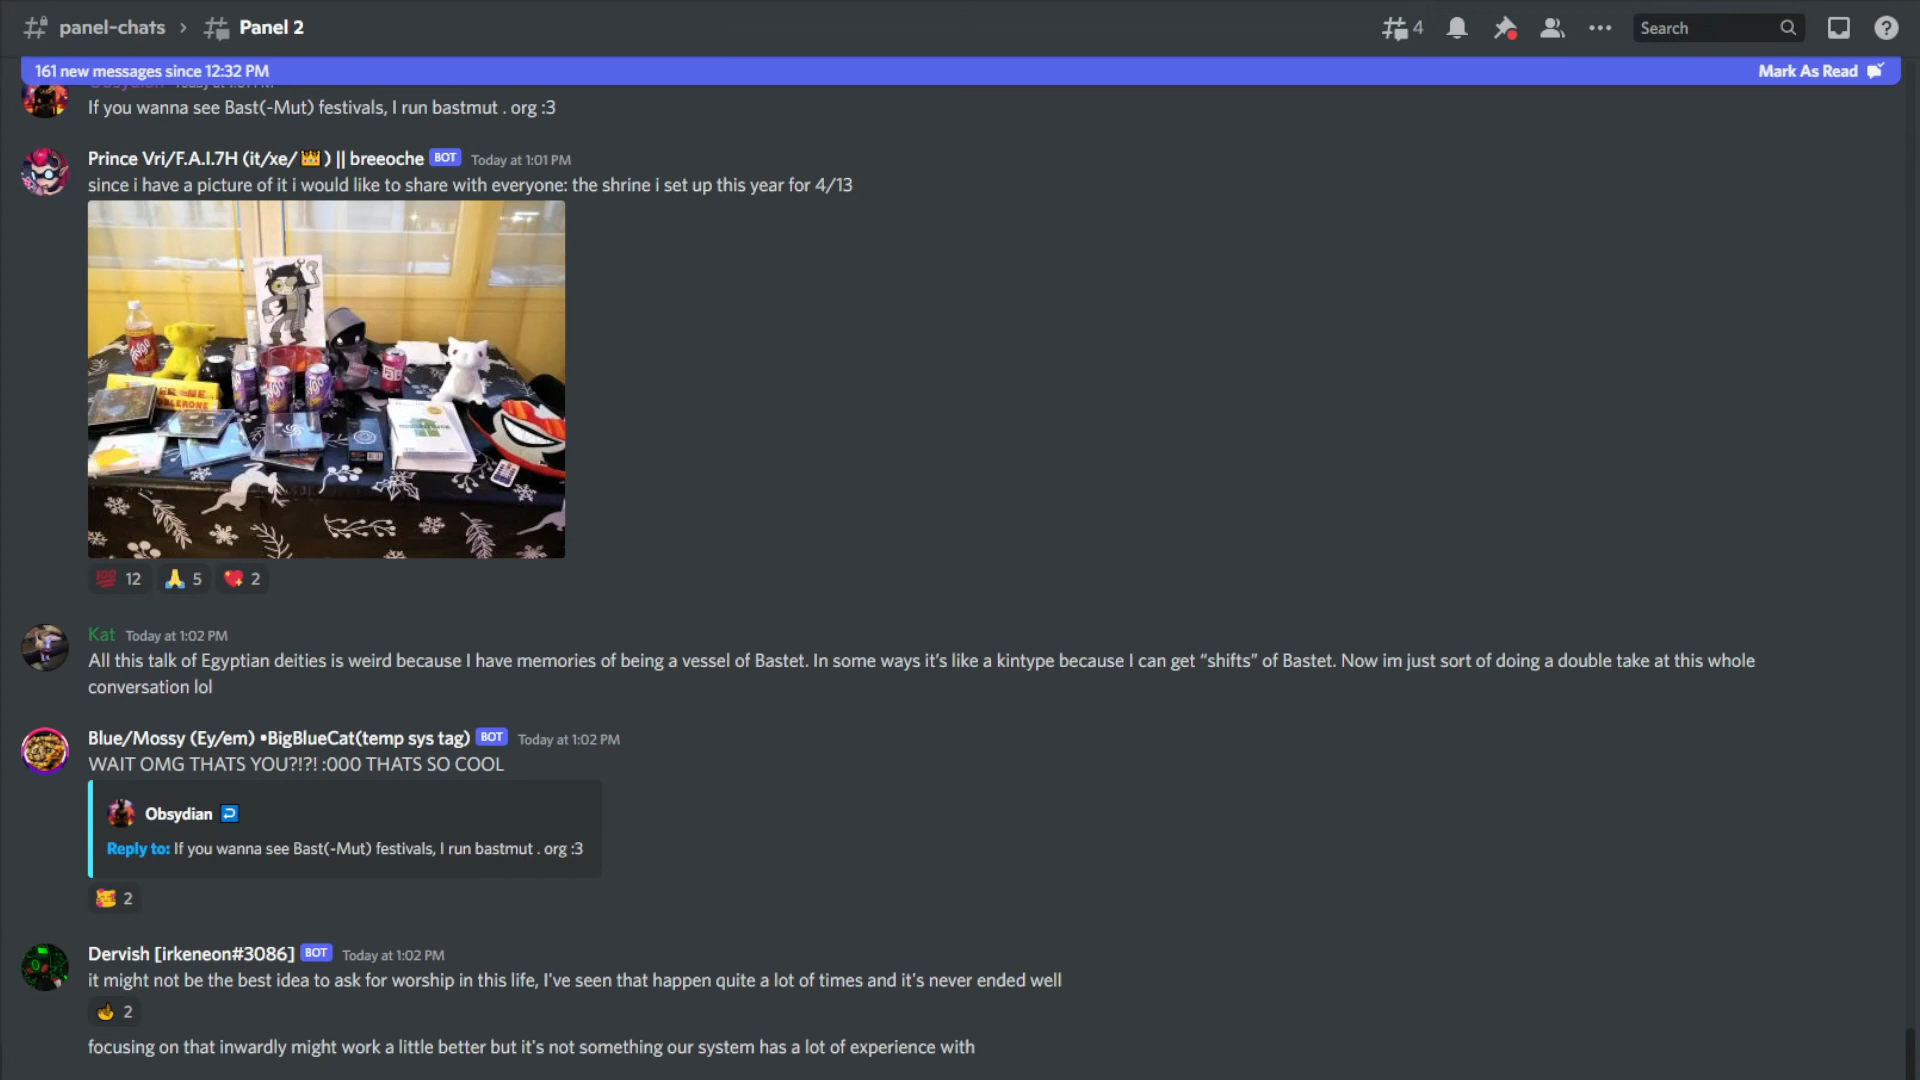 panel-chats › Panel 2
4
Search
161 new messages since 12:32 PM
Mark As Read
If you wanna see Bast(-Mut) festivals, I run bastmut . org :3
Prince Vri/F.A.I.7H (it/xe/👑) || breeoche BOT Today at 1:01 PM
since i have a picture of it i would like to share with everyone: the shrine i set up this year for 4/13
💯 12 🙏 5 💖 2
Kat Today at 1:02 PM
All this talk of Egyptian deities is weird because I have memories of being a vessel of Bastet. In some ways it’s like a kintype because I can get “shifts” of Bastet. Now im just sort of doing a double take at this whole
conversation lol
Blue/Mossy (Ey/em) •BigBlueCat(temp sys tag) BOT Today at 1:02 PM
WAIT OMG THATS YOU?!?! :000 THATS SO COOL
Obsydian
Reply to: If you wanna see Bast(-Mut) festivals, I run bastmut . org :3
🥰 2
Dervish [irkeneon#3086] BOT Today at 1:02 PM
it might not be the best idea to ask for worship in this life, I've seen that happen quite a lot of times and it's never ended well
2
focusing on that inwardly might work a little better but it's not something our system has a lot of experience with